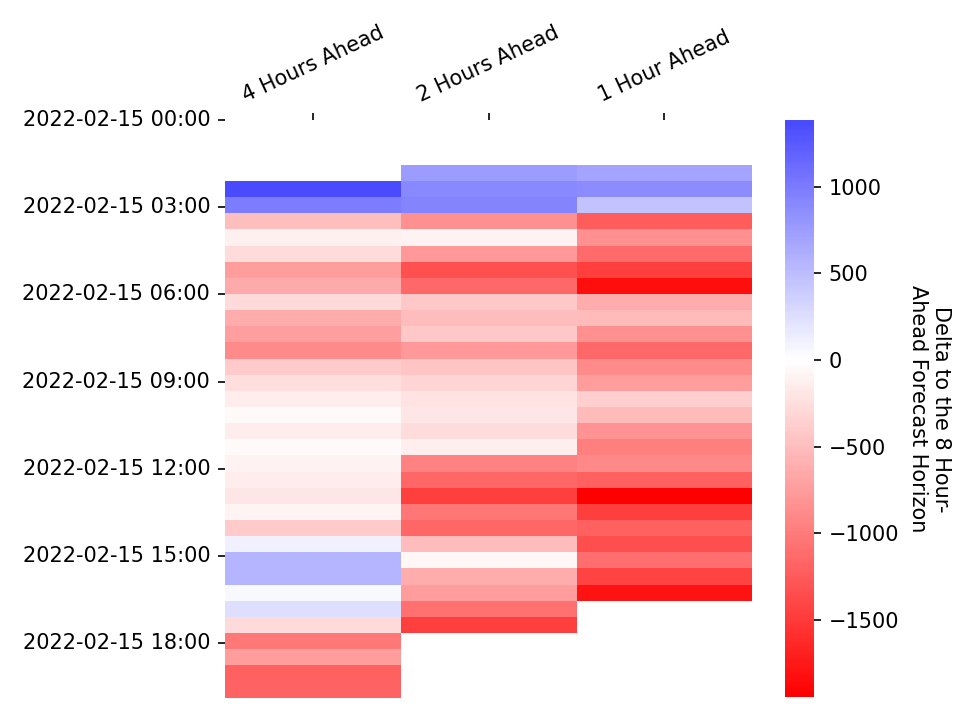 4 Hours Ahead
2 Hours Ahead
1 Hour Ahead
2022-02-15 00:00
2022-02-15 03:00
2022-02-15 06:00
2022-02-15 09:00
2022-02-15 12:00
2022-02-15 15:00
2022-02-15 18:00
1000
500
0
−500
−1000
−1500
Delta to the 8 Hour-
Ahead Forecast Horizon